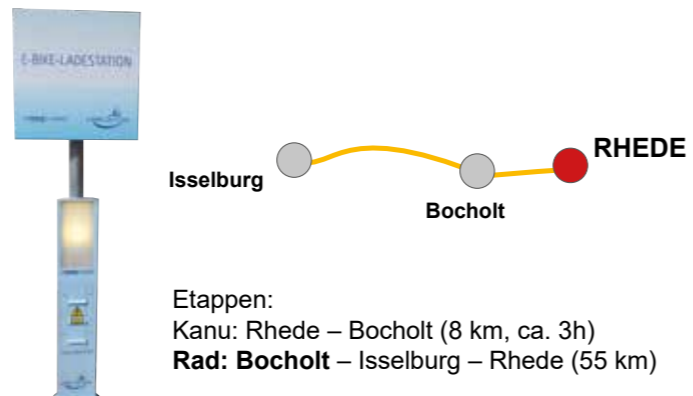 E-BIKE-LADESTATION
RHEDE
Isselburg
Bocholt
Etappen:
Kanu: Rhede – Bocholt (8 km, ca. 3h)
Rad: Bocholt – Isselburg – Rhede (55 km)